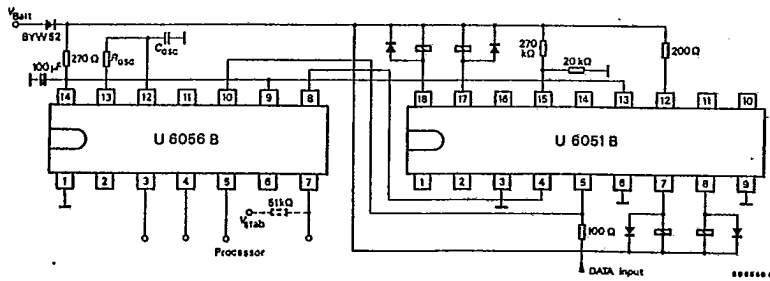 VBatt
BYW52
Cosc
270 Ω
Rosc
100 µF
270 kΩ
20 kΩ
200 Ω
14 13 12 11 10 9 8
18 17 16 15 14 13 12 11 10
U 6056 B
U 6051 B
1 2 3 4 5 6 7
1 2 3 4 5 6 7 8 9
51kΩ
VStab
100 Ω
Processor
DATA input